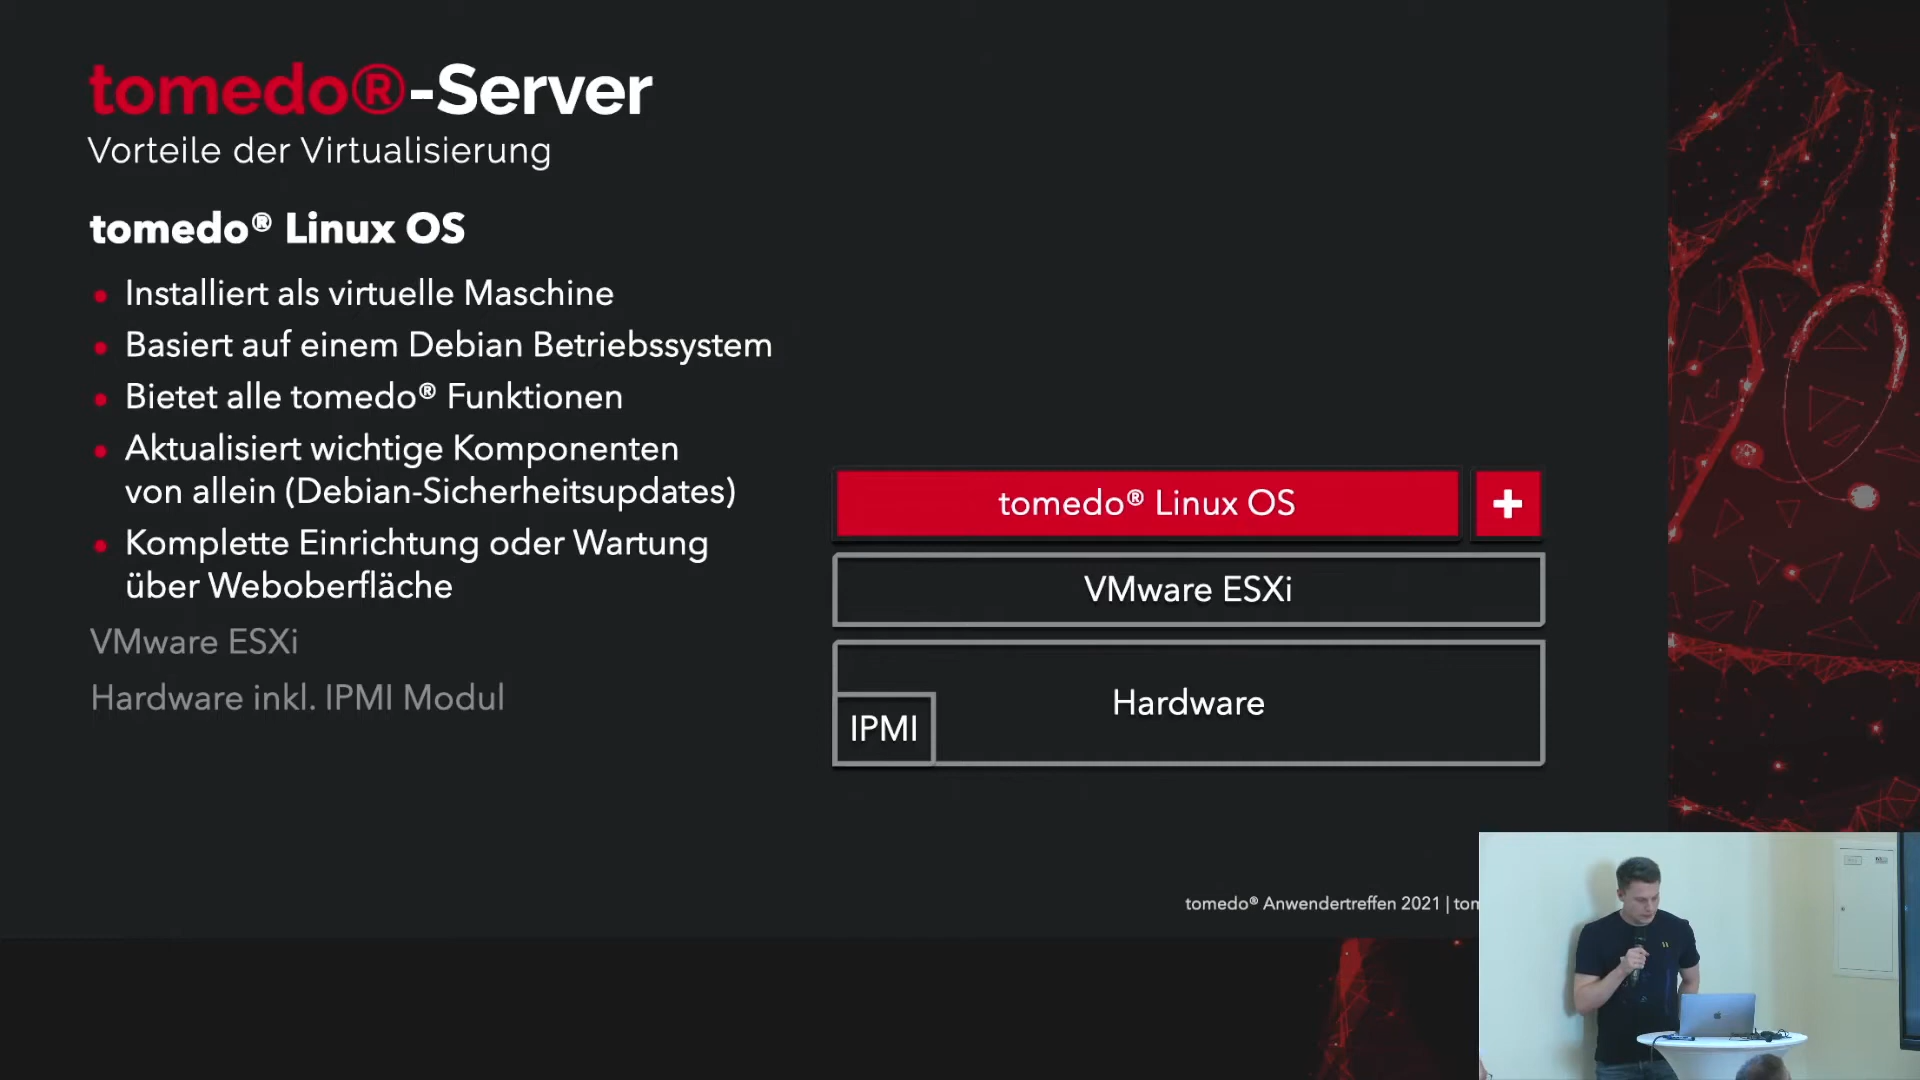 tomedo®-Server
Vorteile der Virtualisierung
tomedo® Linux OS
• Installiert als virtuelle Maschine
• Basiert auf einem Debian Betriebssystem
• Bietet alle tomedo® Funktionen
• Aktualisiert wichtige Komponenten
von allein (Debian-Sicherheitsupdates)
• Komplette Einrichtung oder Wartung
über Weboberfläche
VMware ESXi
Hardware inkl. IPMI Modul
tomedo® Linux OS
+
VMware ESXi
Hardware
IPMI
tomedo® Anwendertreffen 2021 |